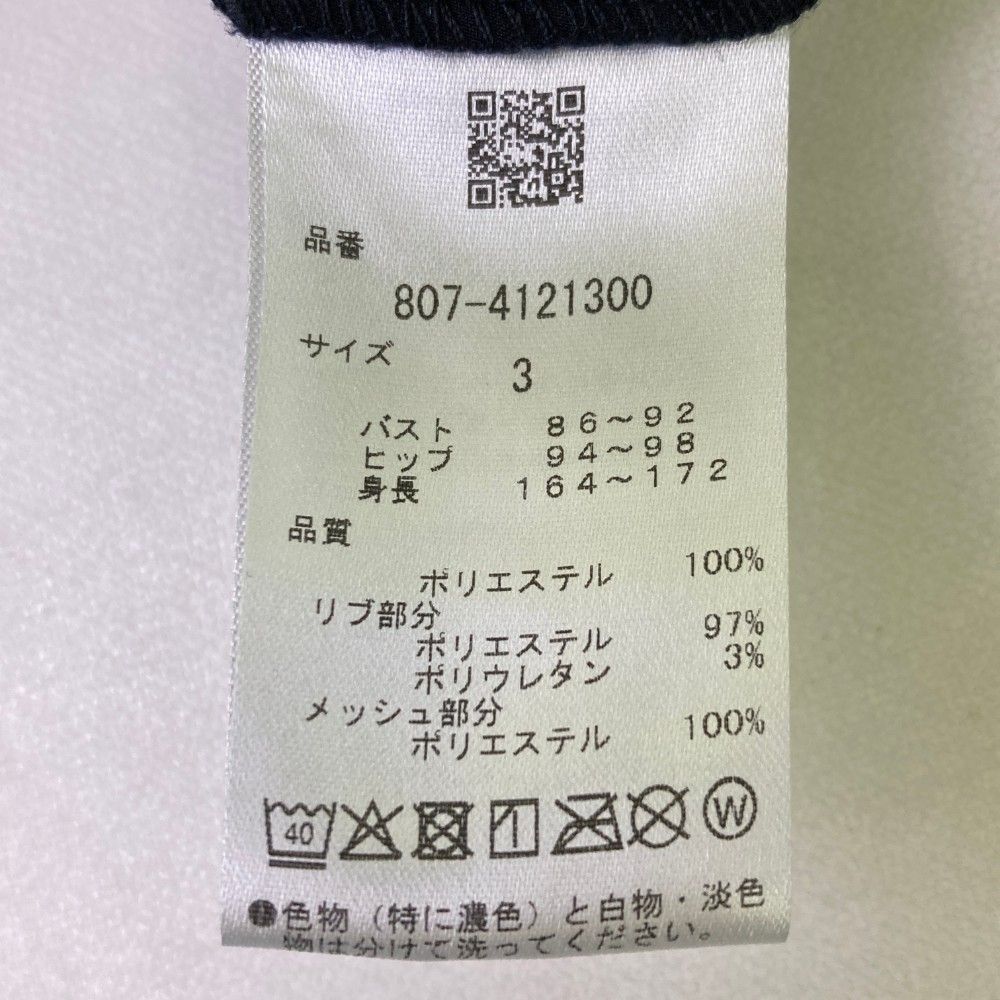 品番
807-4121300
サイズ
3
バスト 86～92
ヒップ 94～98
身長 164～172
品質
ポリエステル 100%
リブ部分
ポリエステル 97%
ポリウレタン 3%
メッシュ部分
ポリエステル 100%
40 W
●色物（特に濃色）と白物・淡色
物は分けて洗ってください。